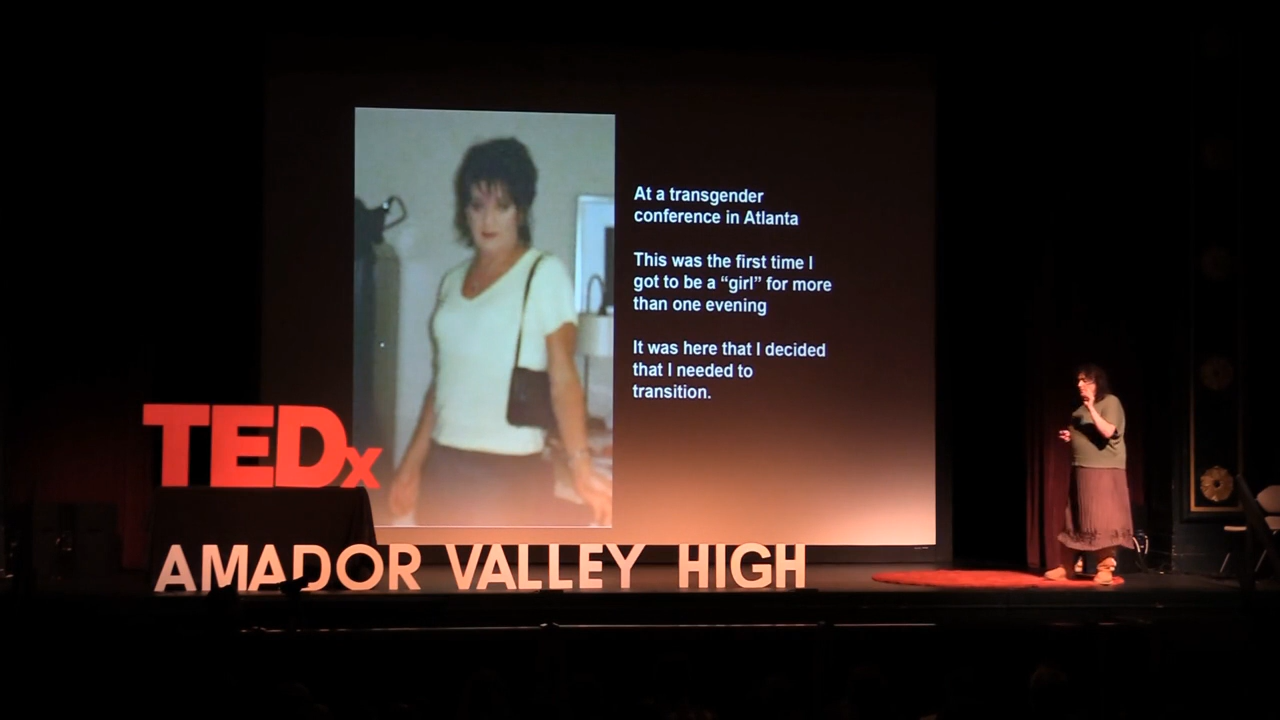 At a transgender
conference in Atlanta
This was the first time I
got to be a “girl” for more
than one evening
It was here that I decided
that I needed to
transition.
TEDx
AMADOR VALLEY HIGH